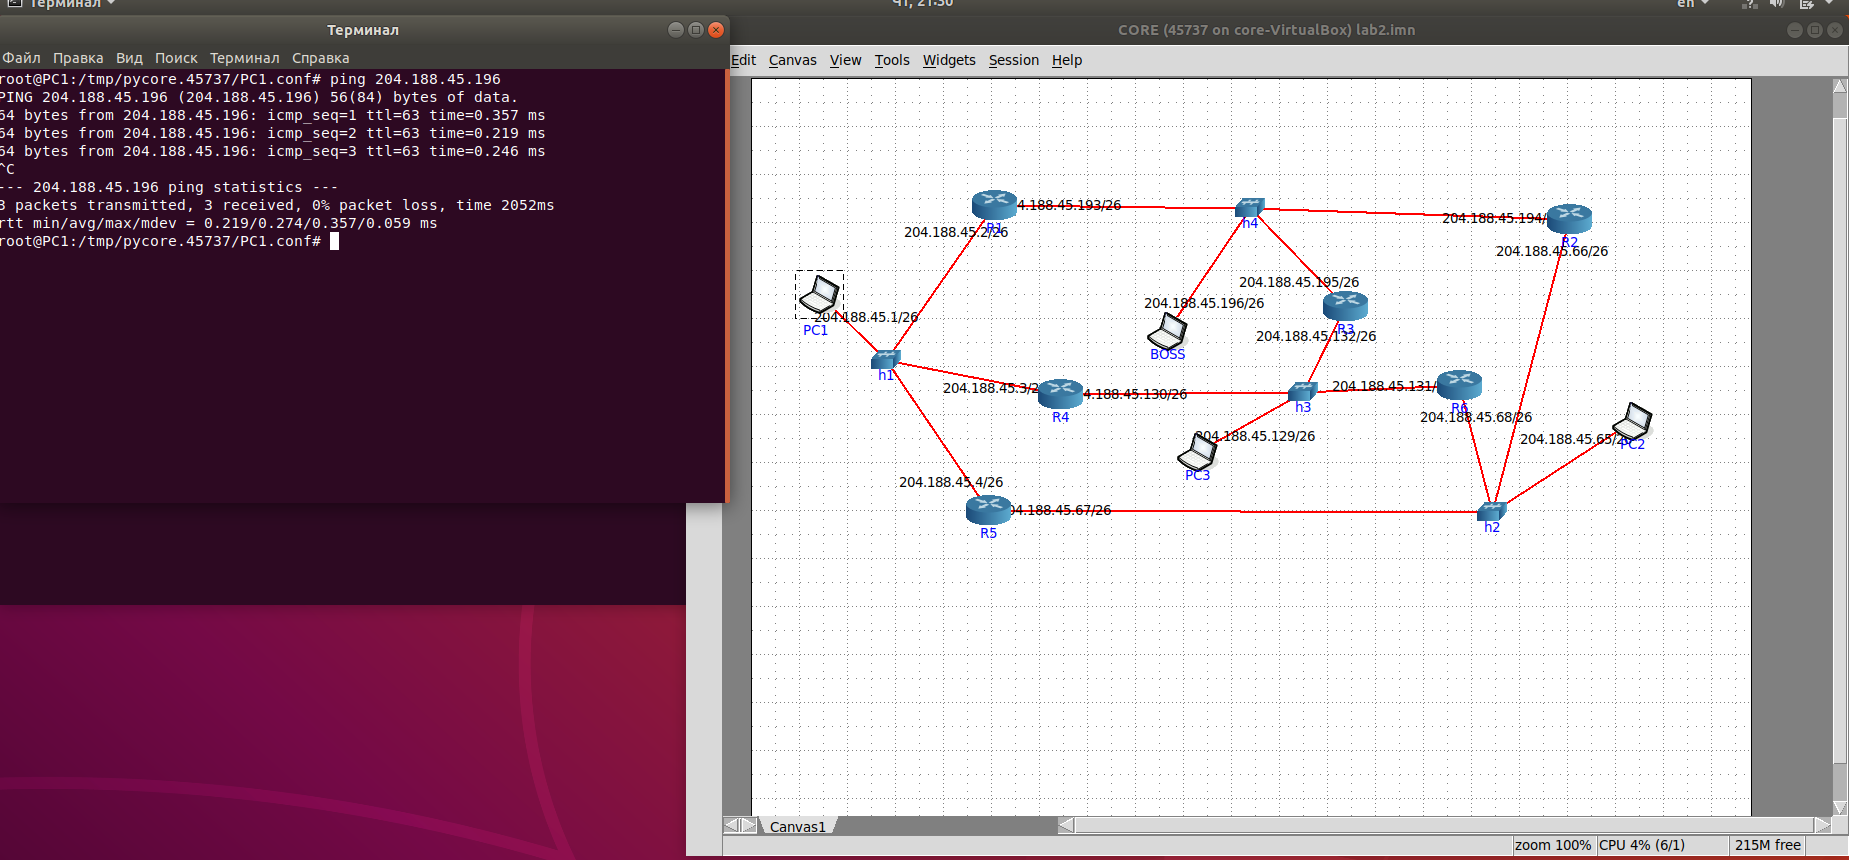 Терминал
Чт, 21:30
en
Терминал
CORE (45737 on core-VirtualBox) lab2.imn
Файл Правка Вид Поиск Терминал Справка
Edit Canvas View Tools Widgets Session Help
root@PC1:/tmp/pycore.45737/PC1.conf# ping 204.188.45.196
PING 204.188.45.196 (204.188.45.196) 56(84) bytes of data.
64 bytes from 204.188.45.196: icmp_seq=1 ttl=63 time=0.357 ms
64 bytes from 204.188.45.196: icmp_seq=2 ttl=63 time=0.219 ms
64 bytes from 204.188.45.196: icmp_seq=3 ttl=63 time=0.246 ms
^C
--- 204.188.45.196 ping statistics ---
3 packets transmitted, 3 received, 0% packet loss, time 2052ms
rtt min/avg/max/mdev = 0.219/0.274/0.357/0.059 ms
root@PC1:/tmp/pycore.45737/PC1.conf#
4.188.45.193/26
R1
204.188.45.2/26
h4
204.188.45.194/
R2
204.188.45.66/26
204.188.45.195/26
204.188.45.196/26
R3
204.188.45.132/26
204.188.45.1/26
PC1
BOSS
h1
204.188.45.3/2
4.188.45.130/26
R4
h3
204.188.45.131/
R6
204.188.45.68/26
204.188.45.129/26
PC3
204.188.45.65/26
PC2
204.188.45.4/26
04.188.45.67/26
R5
h2
Canvas1
zoom 100% CPU 4% (6/1) 215M free